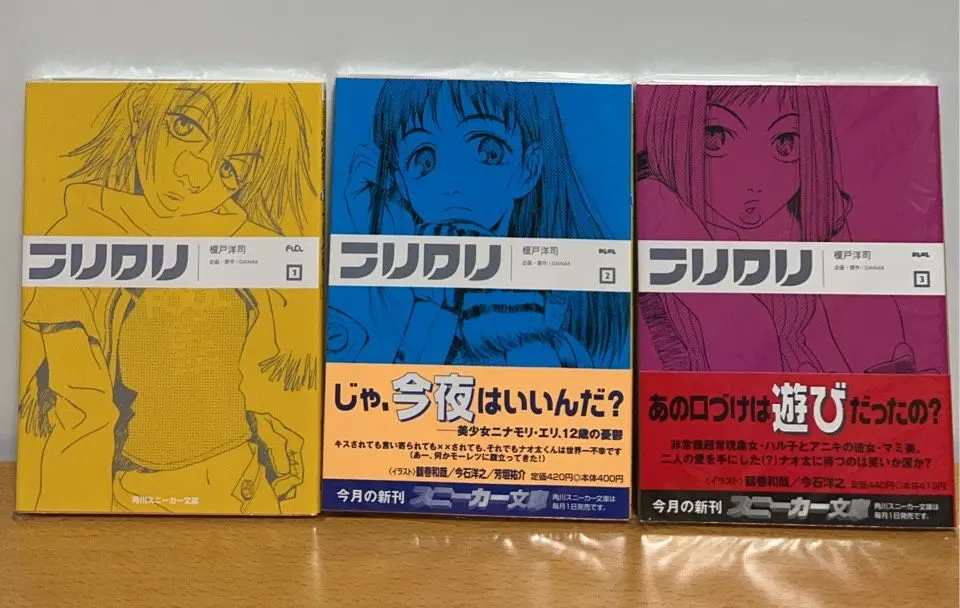 フリクリ
榎戸洋司
企画・原作/GAINAX
FLCL
1
角川スニーカー文庫
フリクリ
榎戸洋司
企画・原作/GAINAX
FLCL
2
じゃ、今夜はいいんだ?
――美少女ニナモリ・エリ、12歳の憂鬱
キスされても言い寄られても××されても、それでもナオ太くんは世界一不幸です
(あー、何かモーレツに腹立ってきた!)
〈イラスト〉鶴巻和哉/今石洋之/芳垣祐介 定価420円◎本体400円
今月の新刊 スニーカー文庫 角川スニーカー文庫は
毎月1日発売です。
フリクリ
榎戸洋司
企画・原作/GAINAX
FLCL
3
あの口づけは遊びだったの?
非常識超常現象女・ハル子とアニキの彼女・マミ美。
二人の愛を手にした(?)ナオ太に待つのは笑いか涙か?
〈イラスト〉鶴巻和哉/今石洋之 定価440円◎本体419円
今月の新刊 スニーカー文庫 角川スニーカー文庫は
毎月1日発売です。